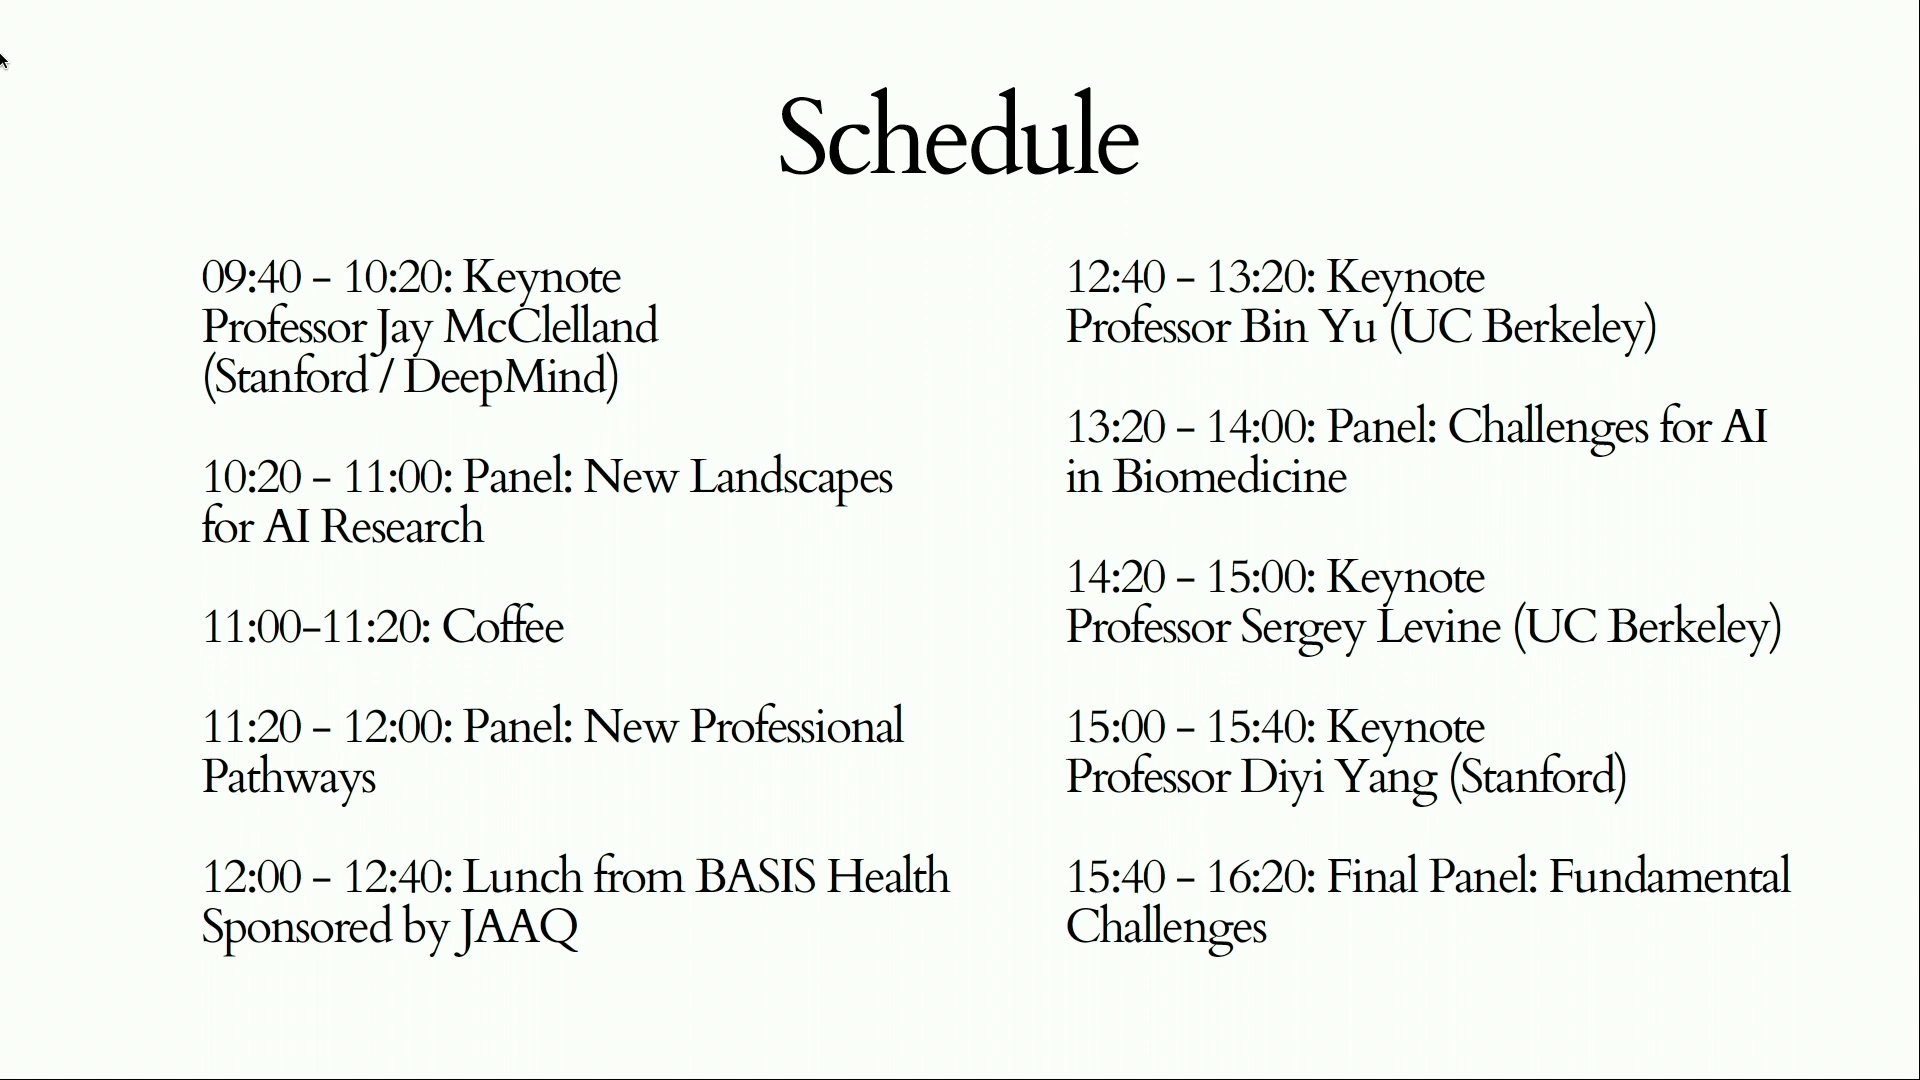 Schedule
09:40 – 10:20: Keynote
Professor Jay McClelland
(Stanford / DeepMind)
10:20 – 11:00: Panel: New Landscapes
for AI Research
11:00–11:20: Coffee
11:20 – 12:00: Panel: New Professional
Pathways
12:00 – 12:40: Lunch from BASIS Health
Sponsored by JAAQ
12:40 – 13:20: Keynote
Professor Bin Yu (UC Berkeley)
13:20 – 14:00: Panel: Challenges for AI
in Biomedicine
14:20 – 15:00: Keynote
Professor Sergey Levine (UC Berkeley)
15:00 – 15:40: Keynote
Professor Diyi Yang (Stanford)
15:40 – 16:20: Final Panel: Fundamental
Challenges